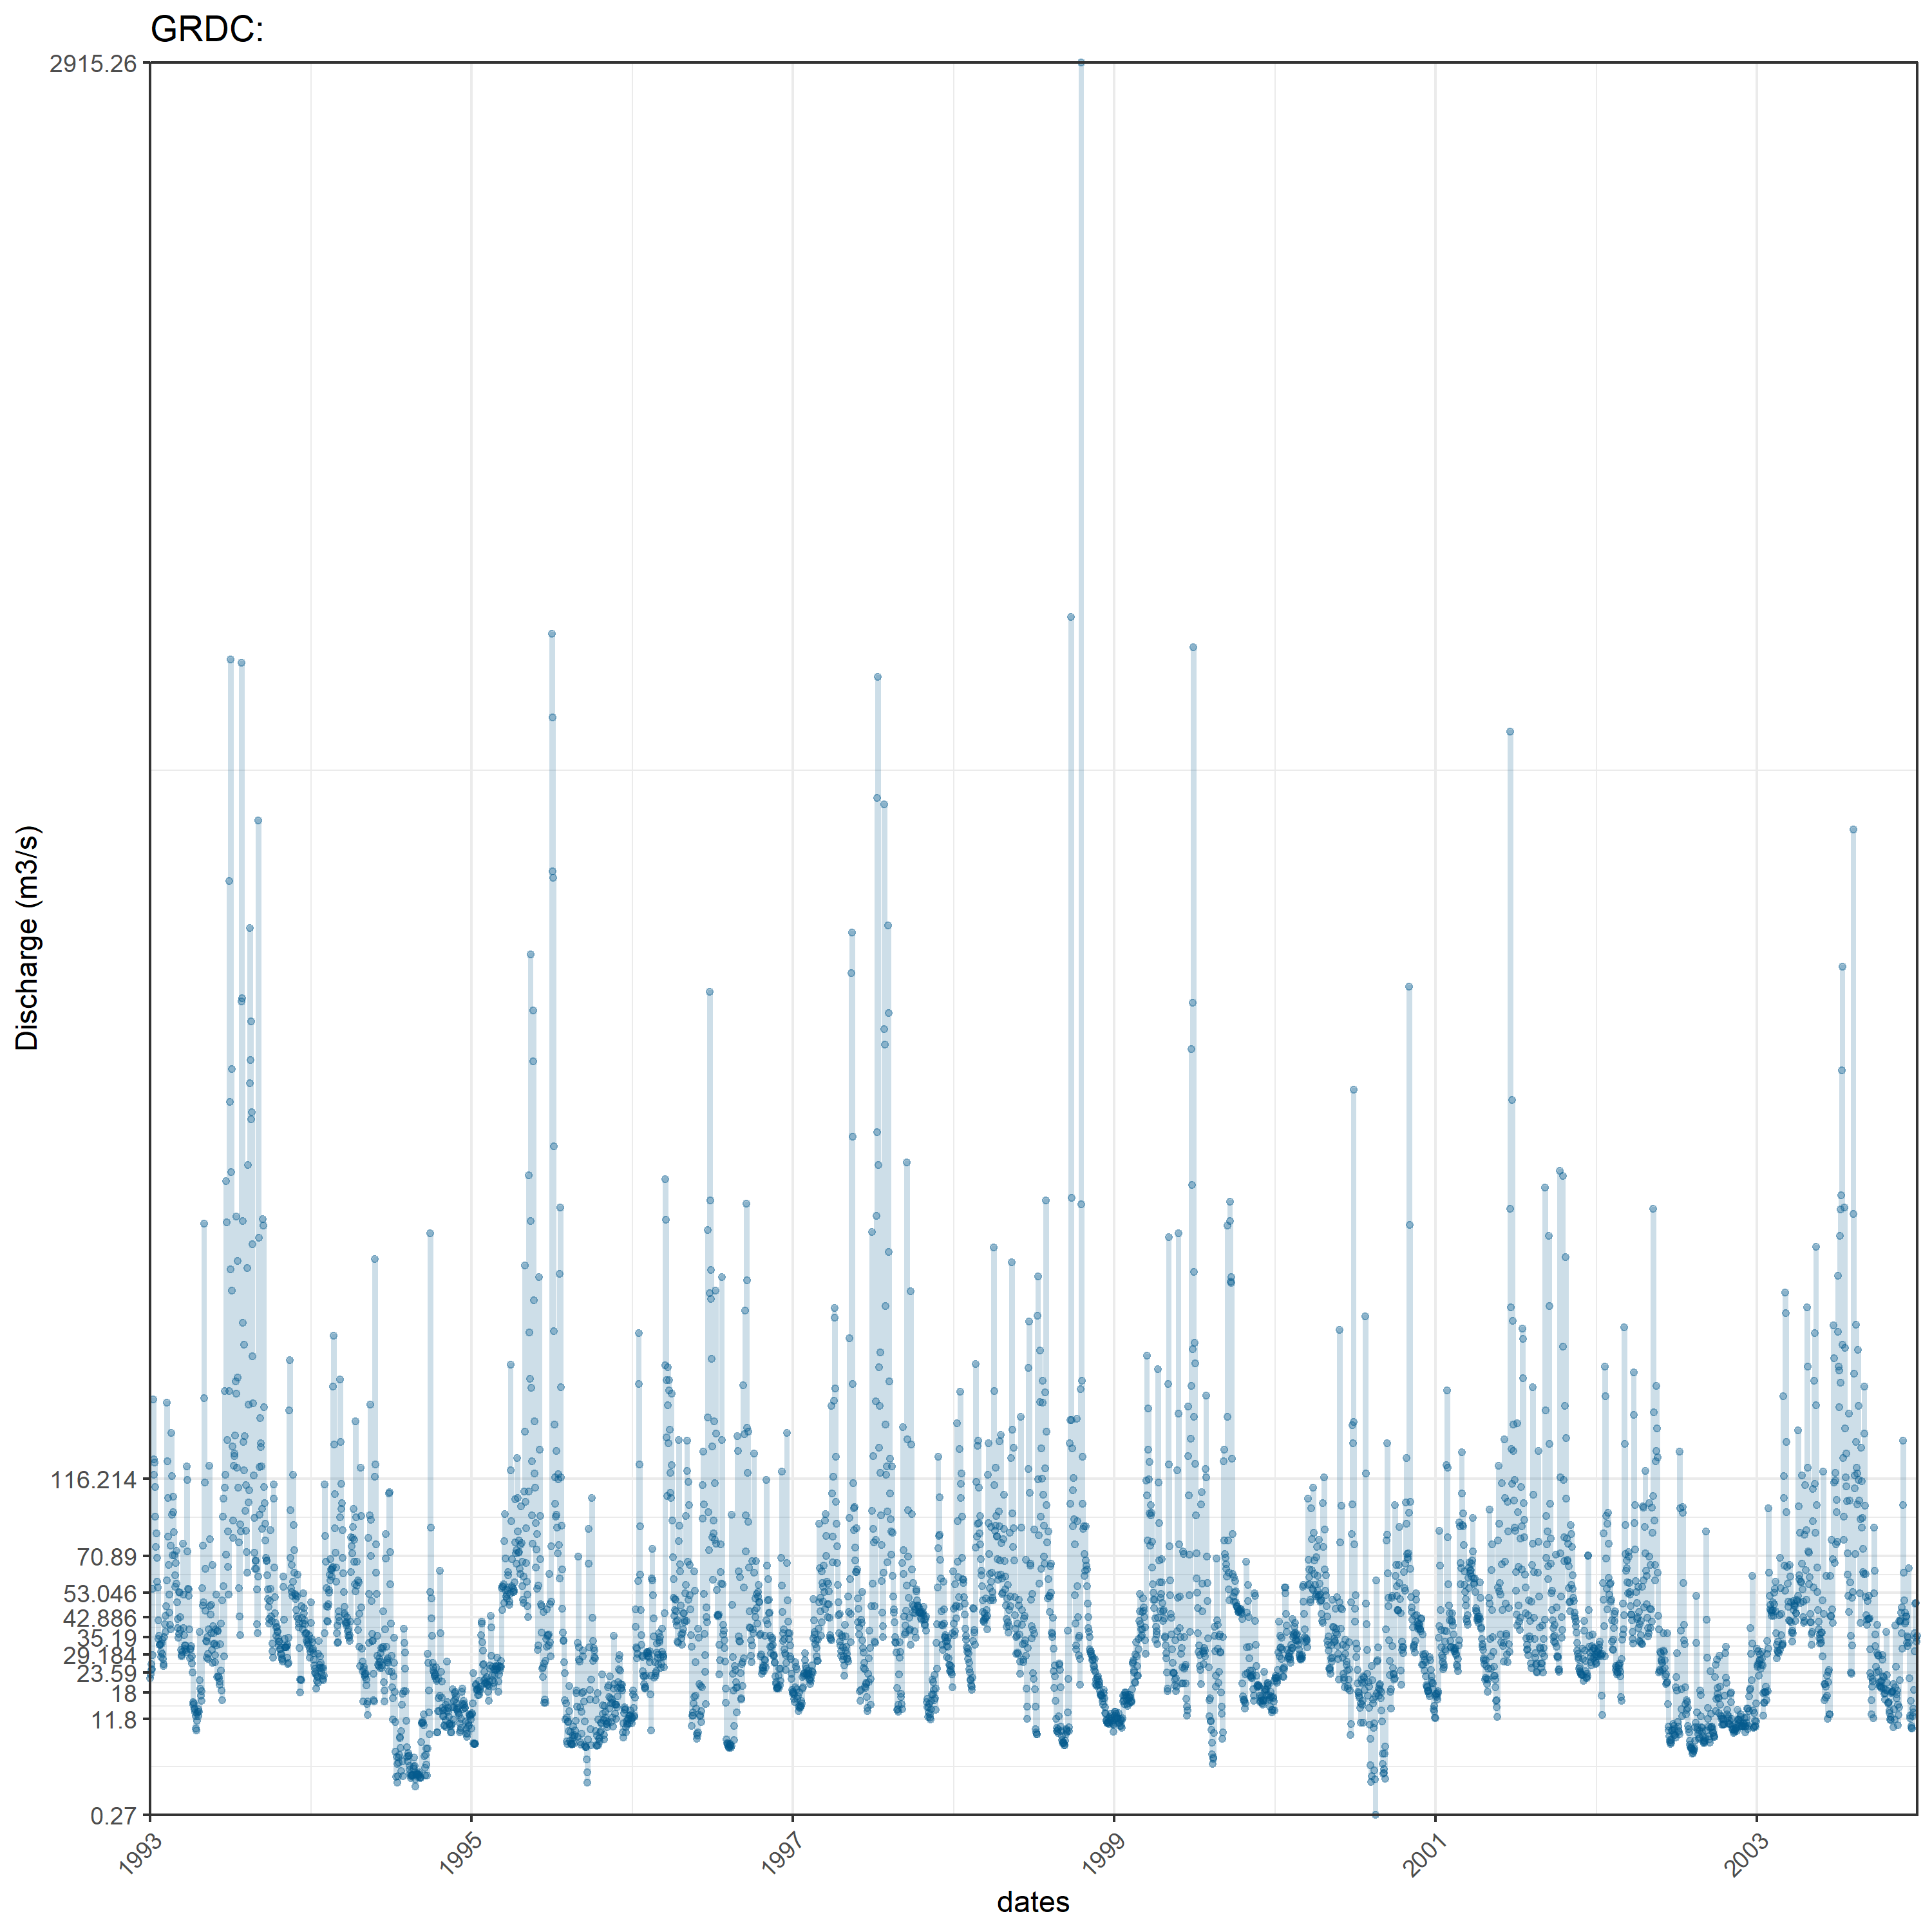 GRDC:
2915.26
116.214
70.89
53.046
42.886
35.19
29.184
23.59
18
11.8
0.27
Discharge (m3/s)
1993 1995 1997 1999 2001 2003
dates